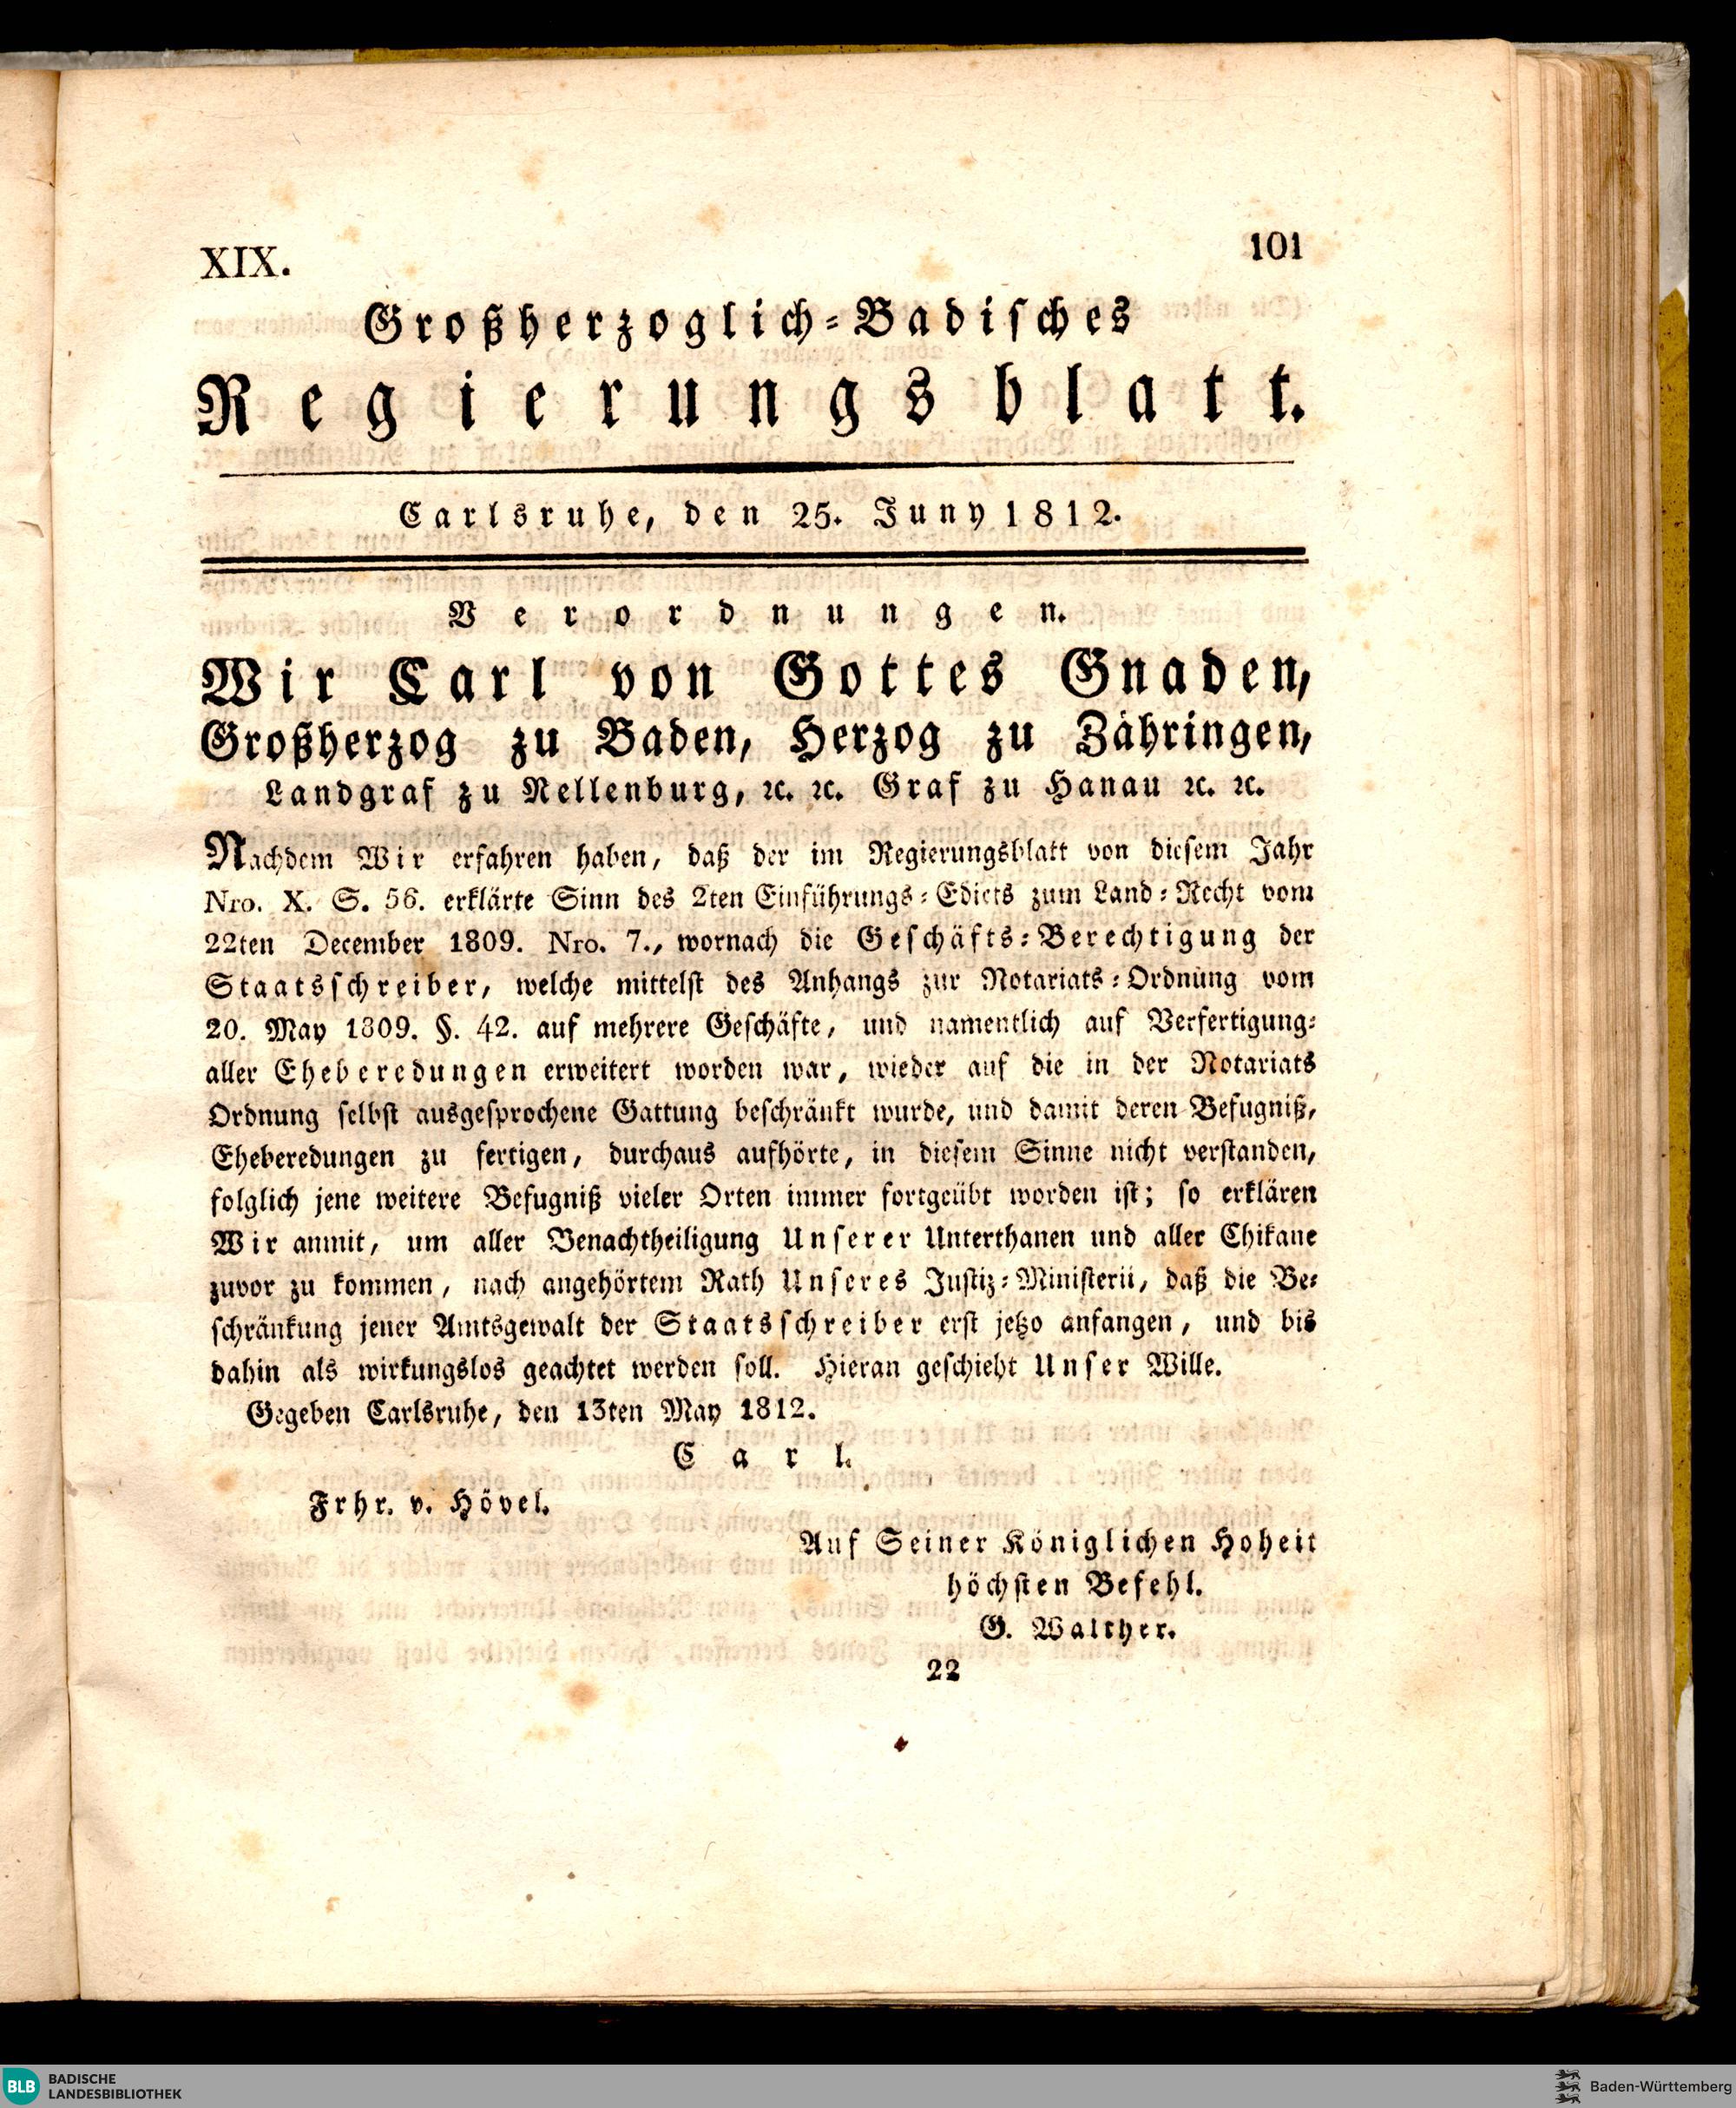 XIX.
101
Großherzoglich-Badisches
Regierungsblatt.
Carlsruhe, den 25. Juny 1812.
Verordnungen.
Wir Carl von Gottes Gnaden,
Großherzog zu Baden, Herzog zu Zähringen,
Landgraf zu Nellenburg, ꝛc. ꝛc. Graf zu Hanau ꝛc. ꝛc.
Nachdem Wir erfahren haben, daß der im Regierungsblatt von diesem Jahr
Nro. X. S. 56. erklärte Sinn des 2ten Einführungs-Edicts zum Land-Recht vom
22ten December 1809. Nro. 7., wornach die Geschäfts-Berechtigung der
Staatsschreiber, welche mittelst des Anhangs zur Notariats-Ordnung vom
20. May 1809. §. 42. auf mehrere Geschäfte, und namentlich auf Verfertigung-
aller Eheberedungen erweitert worden war, wieder auf die in der Notariats
Ordnung selbst ausgesprochene Gattung beschränkt wurde, und damit deren Befugniß,
Eheberedungen zu fertigen, durchaus aufhörte, in diesem Sinne nicht verstanden,
folglich jene weitere Befugniß vieler Orten immer fortgeübt worden ist; so erklären
Wir anmit, um aller Benachtheiligung Unserer Unterthanen und aller Chikane
zuvor zu kommen, nach angehörtem Rath Unseres Justiz-Ministerii, daß die Be-
schränkung jener Amtsgewalt der Staatsschreiber erst jetzo anfangen, und bis
dahin als wirkungslos geachtet werden soll. Hieran geschieht Unser Wille.
Gegeben Carlsruhe, den 13ten May 1812.
Carl.
Frhr. v. Hövel.
Auf Seiner Königlichen Hoheit
höchsten Befehl.
G. Walther.
22
BLB BADISCHE
LANDESBIBLIOTHEK
Baden-Württemberg